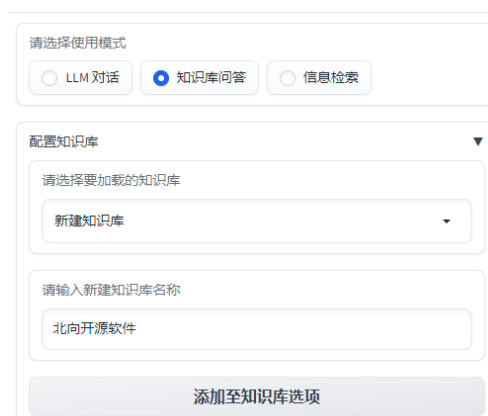 请选择使用模式
LLM 对话 知识库问答 信息检索
配置知识库
请选择要加载的知识库
新建知识库
请输入新建知识库名称
北向开源软件
添加至知识库选项